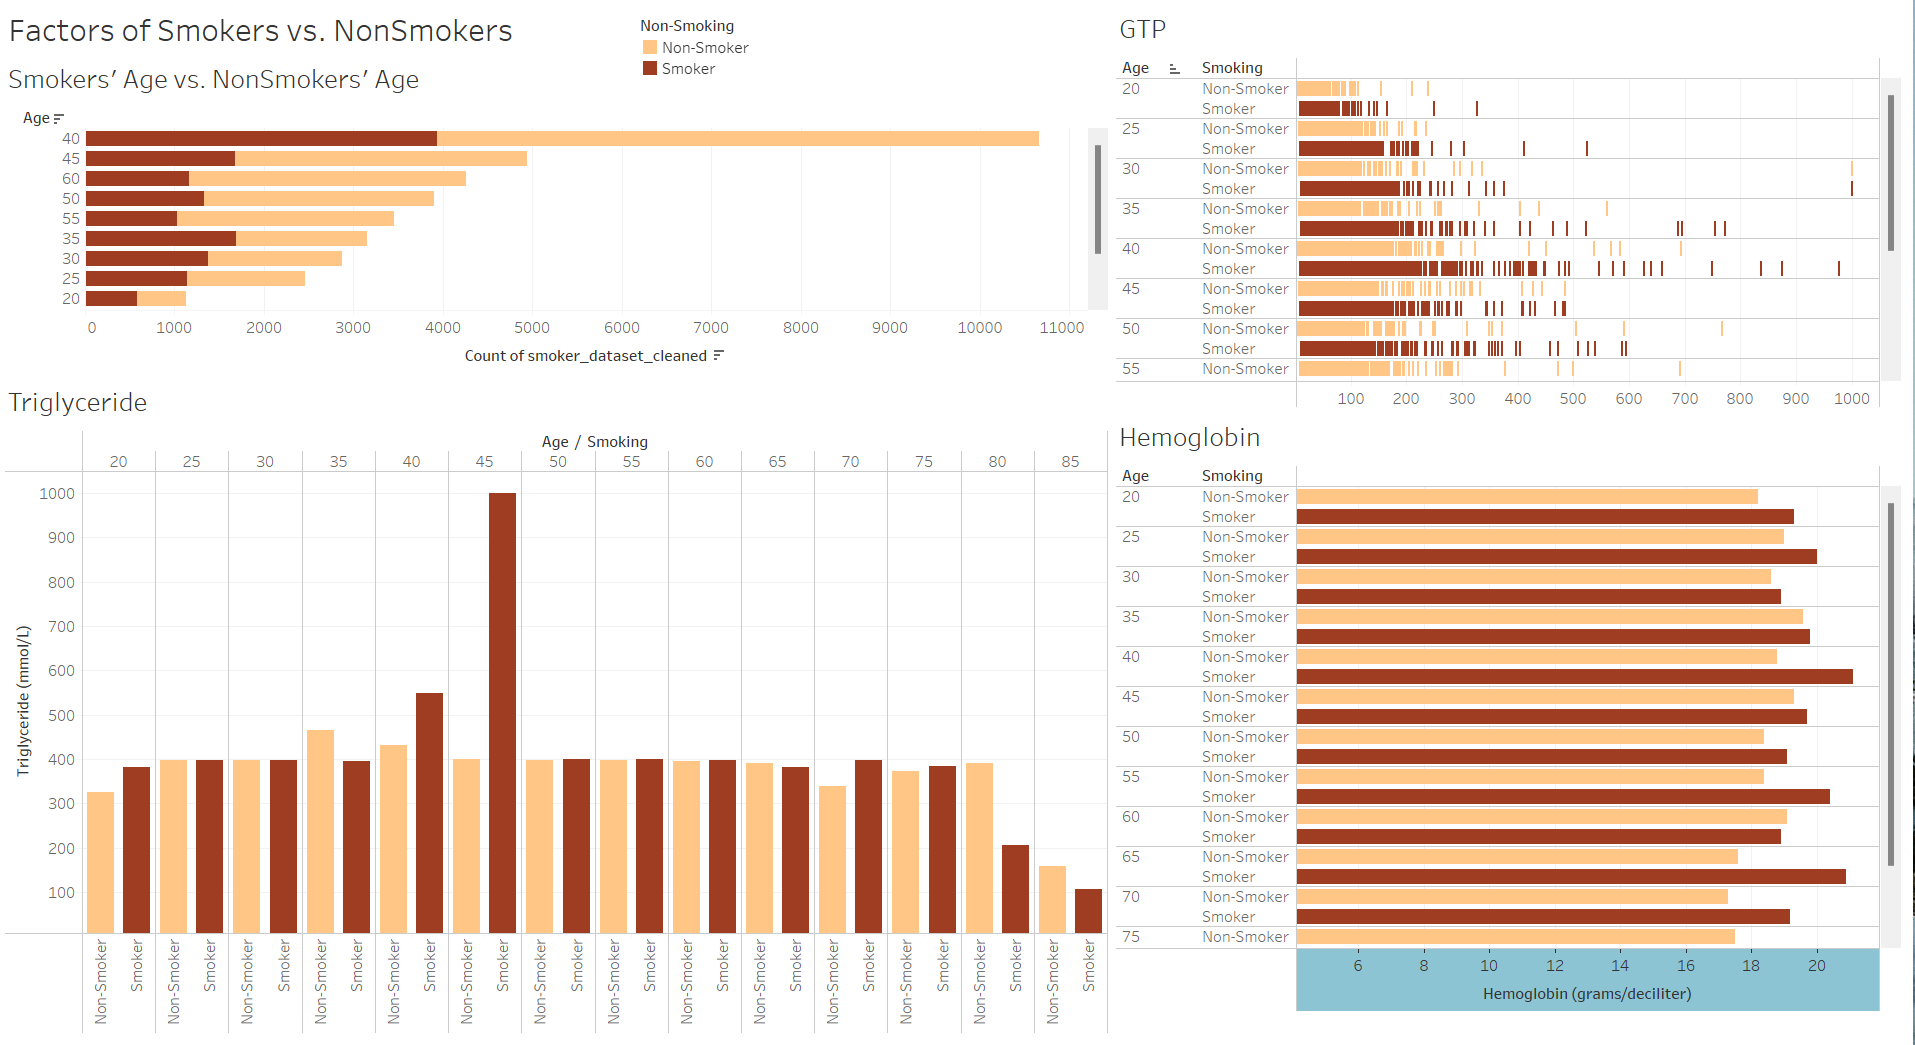 Factors of Smokers vs. NonSmokers
Non-Smoking
Non-Smoker
Smoker
Smokers’ Age vs. NonSmokers’ Age
Age
40
45
60
50
55
35
30
25
20
0 1000 2000 3000 4000 5000 6000 7000 8000 9000 10000 11000
Count of smoker_dataset_cleaned
GTP
Age Smoking
20 Non-Smoker
Smoker
25 Non-Smoker
Smoker
30 Non-Smoker
Smoker
35 Non-Smoker
Smoker
40 Non-Smoker
Smoker
45 Non-Smoker
Smoker
50 Non-Smoker
Smoker
55 Non-Smoker
100 200 300 400 500 600 700 800 900 1000
Triglyceride
Age / Smoking
20 25 30 35 40 45 50 55 60 65 70 75 80 85
Triglyceride (mmol/L)
1000
900
800
700
600
500
400
300
200
100
Non-Smoker Smoker Non-Smoker Smoker Non-Smoker Smoker Non-Smoker Smoker Non-Smoker Smoker Non-Smoker Smoker Non-Smoker Smoker Non-Smoker Smoker Non-Smoker Smoker Non-Smoker Smoker Non-Smoker Smoker Non-Smoker Smoker Non-Smoker Smoker Non-Smoker Smoker
Hemoglobin
Age Smoking
20 Non-Smoker
Smoker
25 Non-Smoker
Smoker
30 Non-Smoker
Smoker
35 Non-Smoker
Smoker
40 Non-Smoker
Smoker
45 Non-Smoker
Smoker
50 Non-Smoker
Smoker
55 Non-Smoker
Smoker
60 Non-Smoker
Smoker
65 Non-Smoker
Smoker
70 Non-Smoker
Smoker
75 Non-Smoker
6 8 10 12 14 16 18 20
Hemoglobin (grams/deciliter)